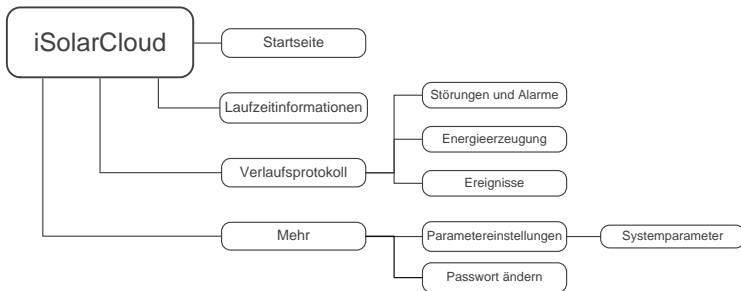 iSolarCloud
Startseite
Laufzeitinformationen
Verlaufsprotokoll
Störungen und Alarme
Energieerzeugung
Ereignisse
Mehr
Parametereinstellungen
Systemparameter
Passwort ändern